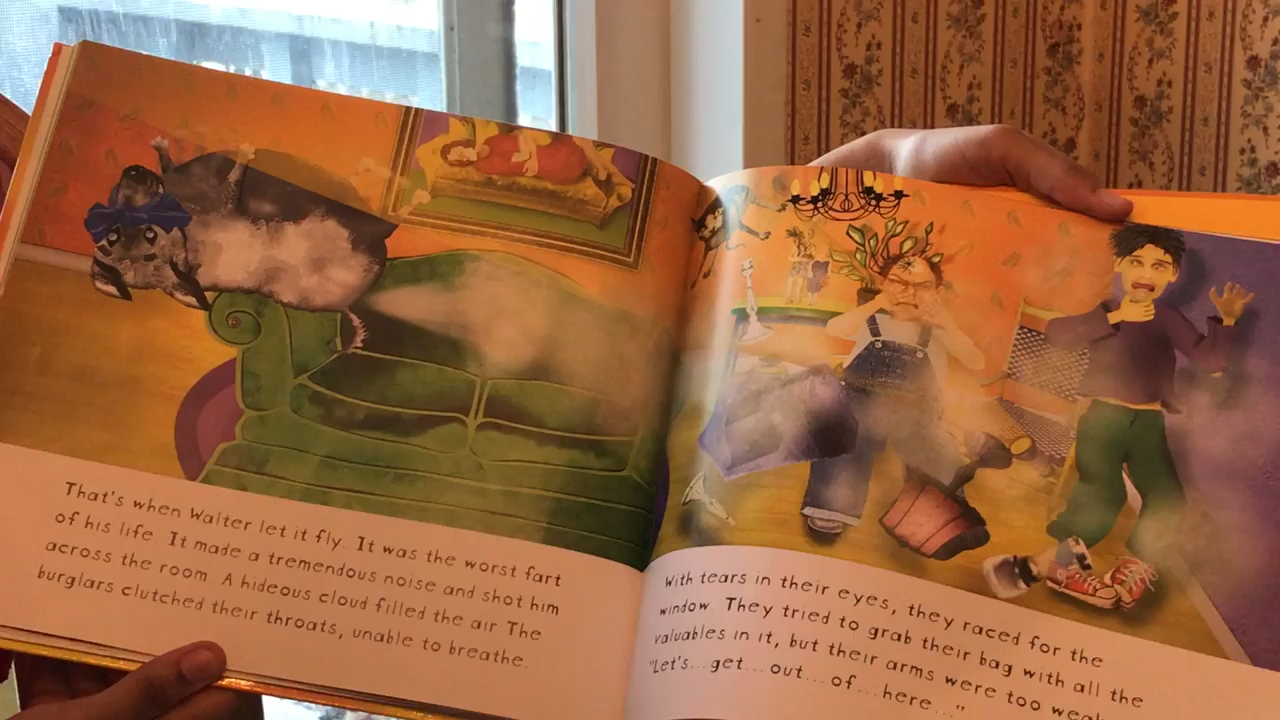 That's when Walter let it fly. It was the worst fart
of his life. It made a tremendous noise and shot him
across the room. A hideous cloud filled the air. The
burglars clutched their throats, unable to breathe.
With tears in their eyes, they raced for the
window. They tried to grab their bag with all the
valuables in it, but their arms were too weak.
"Let's... get... out... of... here..."